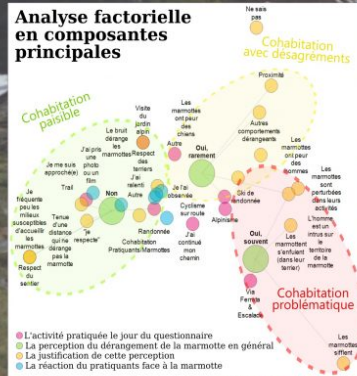 Analyse factorielle
en composantes
principales
Ne sais
pas
Cohabitation
avec désagréments
Cohabitation
paisible
Proximité
Visite
du
jardin
alpin
Les
marmottes
ont peur
des
chiens
Le bruit
dérange
les
marmottes
Autres
comportements
dérangeants
J'ai pris
une
photo
ou un
film
Respect
des
terriers
Autre
Oui,
rarement
Je me suis
approché(e)
Les
marmottes
ont peur
des
hommes
Trail
Autre
J'ai
ralenti
Non
Je l'ai
observée
Ski de
randonnée
Les
marmottes
sont
perturbées
dans leurs
activités
Je
fréquente
peu les
milieux
susceptibles
d'accueillir
les
marmottes
Tenue
d'une
distance
qui ne
dérange
pas la
marmotte
"je
respecte"
Randonnée
Cyclisme
sur route
Alpinisme
L'homme
est un
intrus sur
le
territoire
de la
marmotte
Cohabitation
Pratiquants Marmottes
J'ai
continué
mon
chemin
Oui,
souvent
Les
marmottent
s'enfuient
(dans leur
terrier)
Respect
du
sentier
Via
Ferrata
&
Escalade
Cohabitation
problématique
Les
marmottes
sifflent
L'activité pratiquée le jour du questionnaire
La perception du dérangement de la marmotte en général
La justification de cette perception
La réaction du pratiquants face à la marmotte